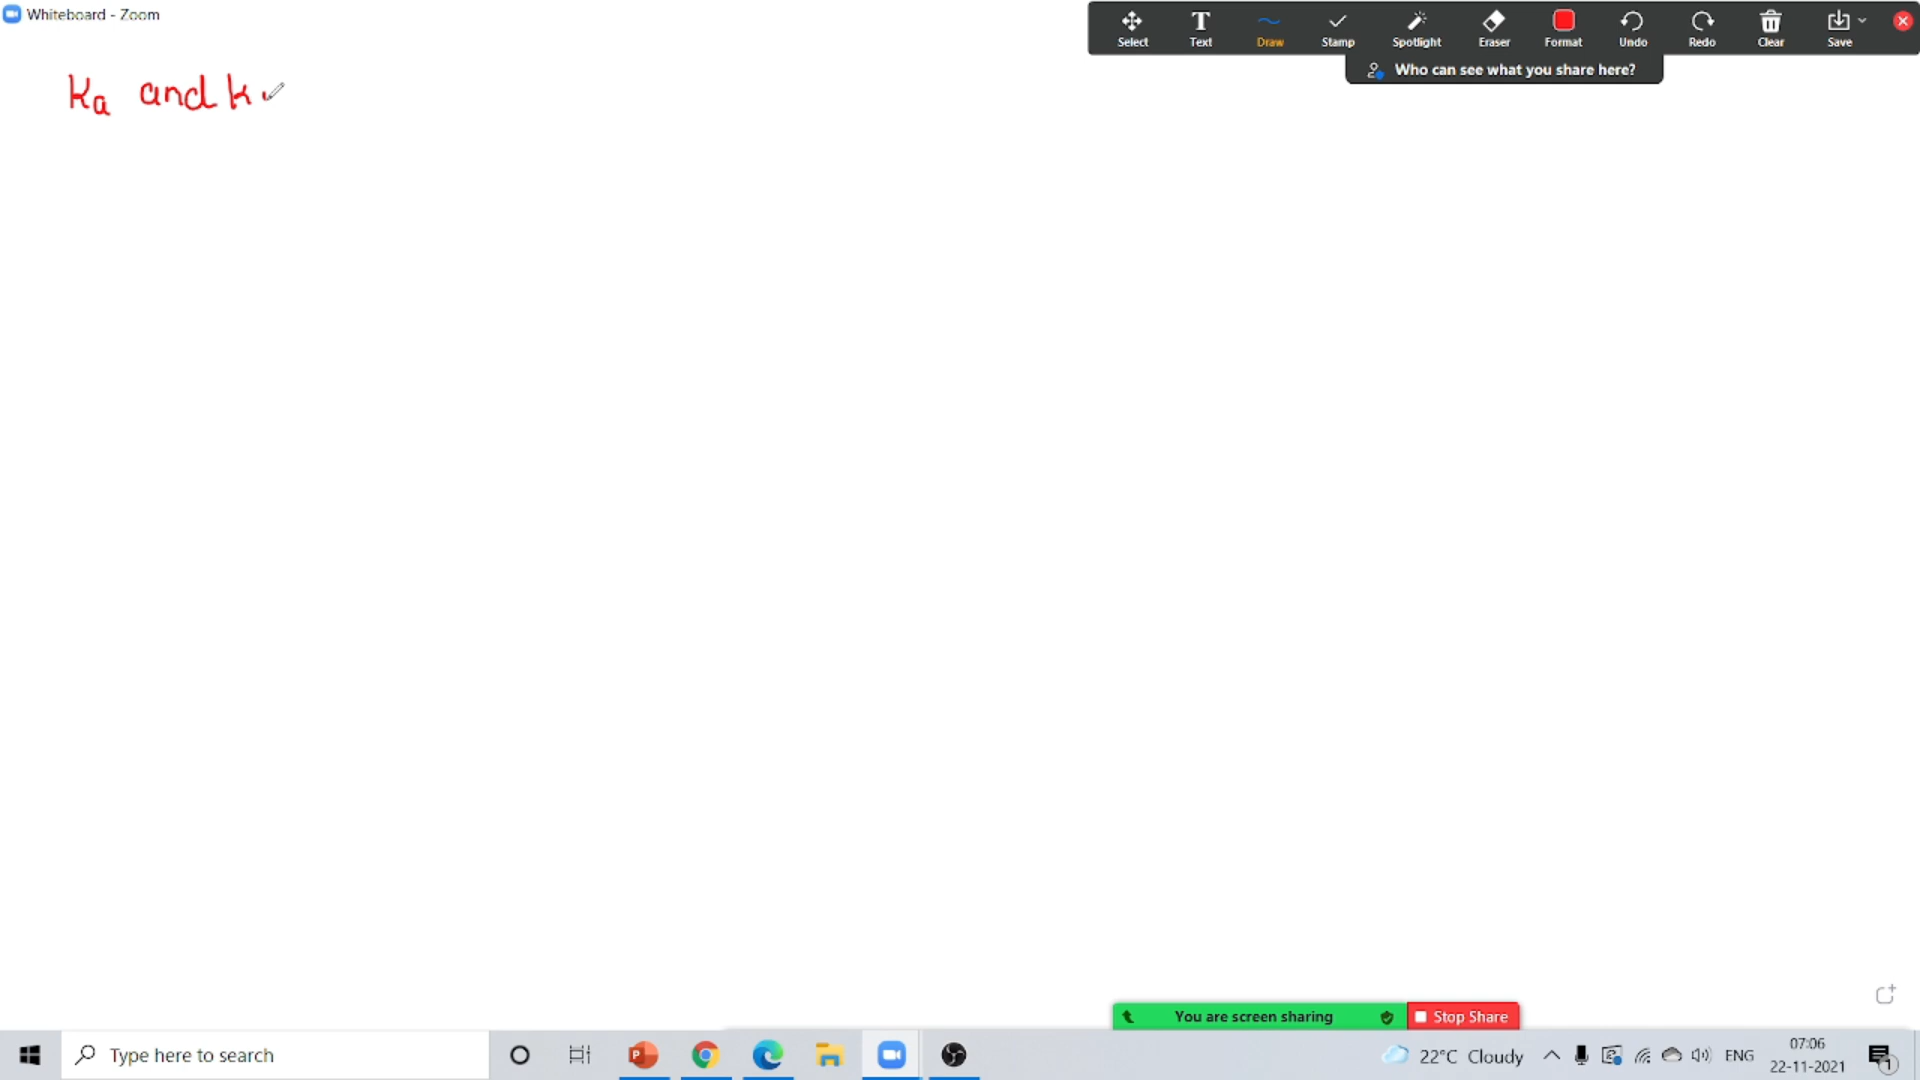 Whiteboard - Zoom
Select Text Draw Stamp Spotlight Eraser Format Undo Redo Clear Save
Who can see what you share here?
Ka and k
You are screen sharing Stop Share
Type here to search
22°C Cloudy ENG 07:06
22-11-2021 1